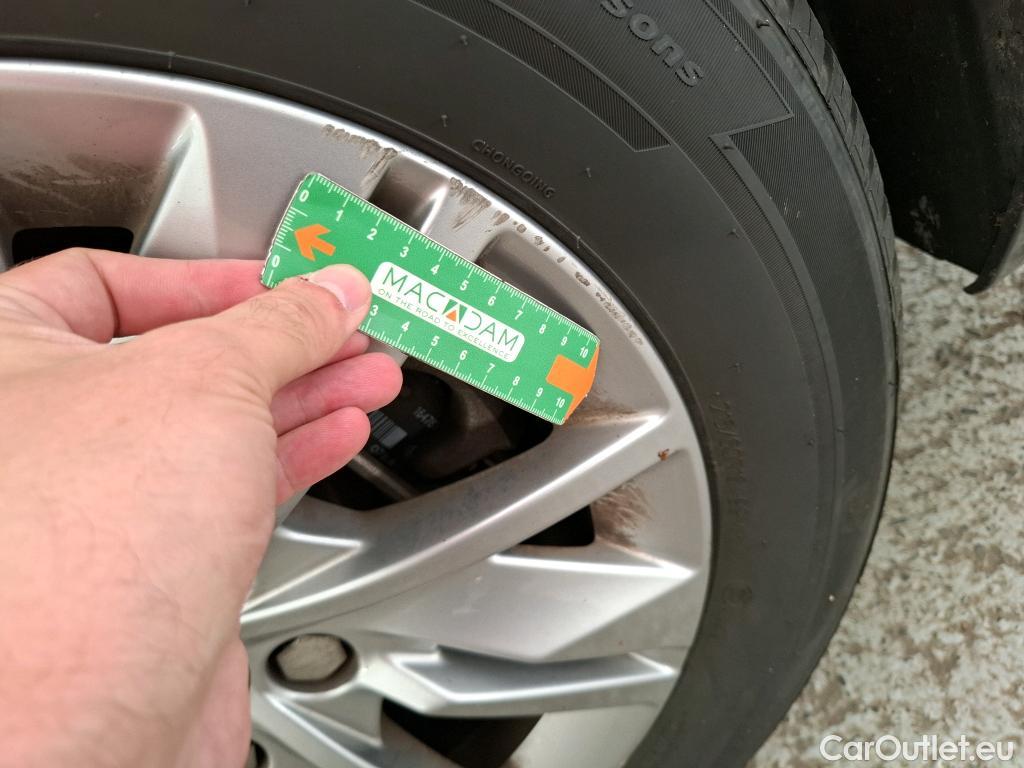 sons
CHONGQING
0 1 2 3 4 5 6 7 8 9 10
MACADAM
ON THE ROAD TO EXCELLENCE
0 3 4 5 6 7 8 9 10
CarOutlet.eu